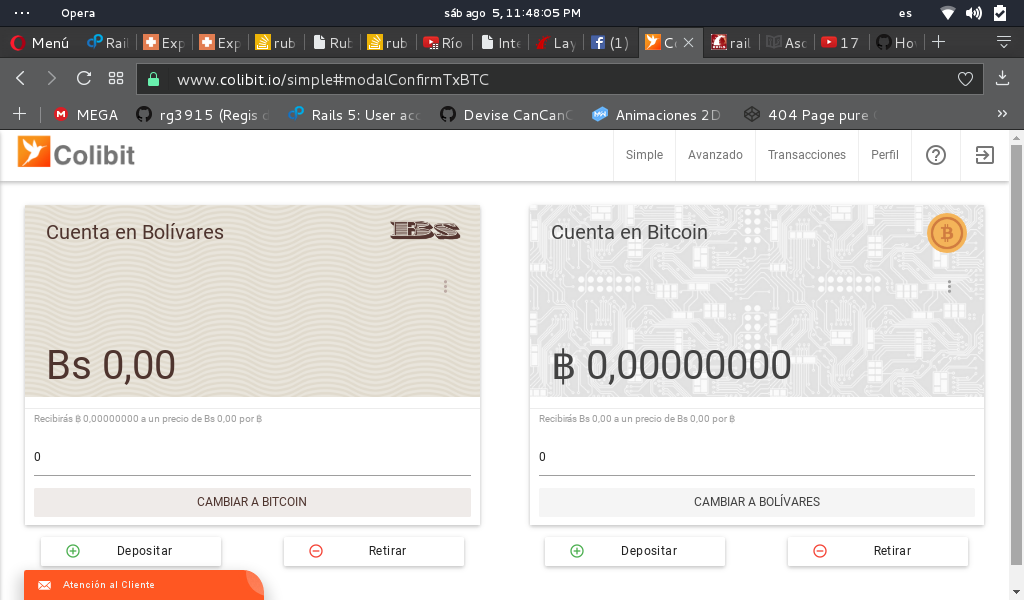 Opera
sáb ago  5, 11:48:05 PM
es
Menú
Rail
Exp
Exp
rub
Rub
rub
Río
Inte
Lay
(1)
Co
rail
Asc
17
Hov
www.colibit.io/simple#modalConfirmTxBTC
MEGA
rg3915 (Regis d
Rails 5: User acc
Devise CanCanC
Animaciones 2D
404 Page pure
Colibit
Simple
Avanzado
Transacciones
Perfil
Cuenta en Bolívares
Bs
Bs 0,00
Recibirás ฿ 0,00000000 a un precio de Bs 0,00 por ฿
0
CAMBIAR A BITCOIN
Depositar
Retirar
Cuenta en Bitcoin
฿ 0,00000000
Recibirás Bs 0,00 a un precio de Bs 0,00 por ฿
0
CAMBIAR A BOLÍVARES
Depositar
Retirar
Atención al Cliente